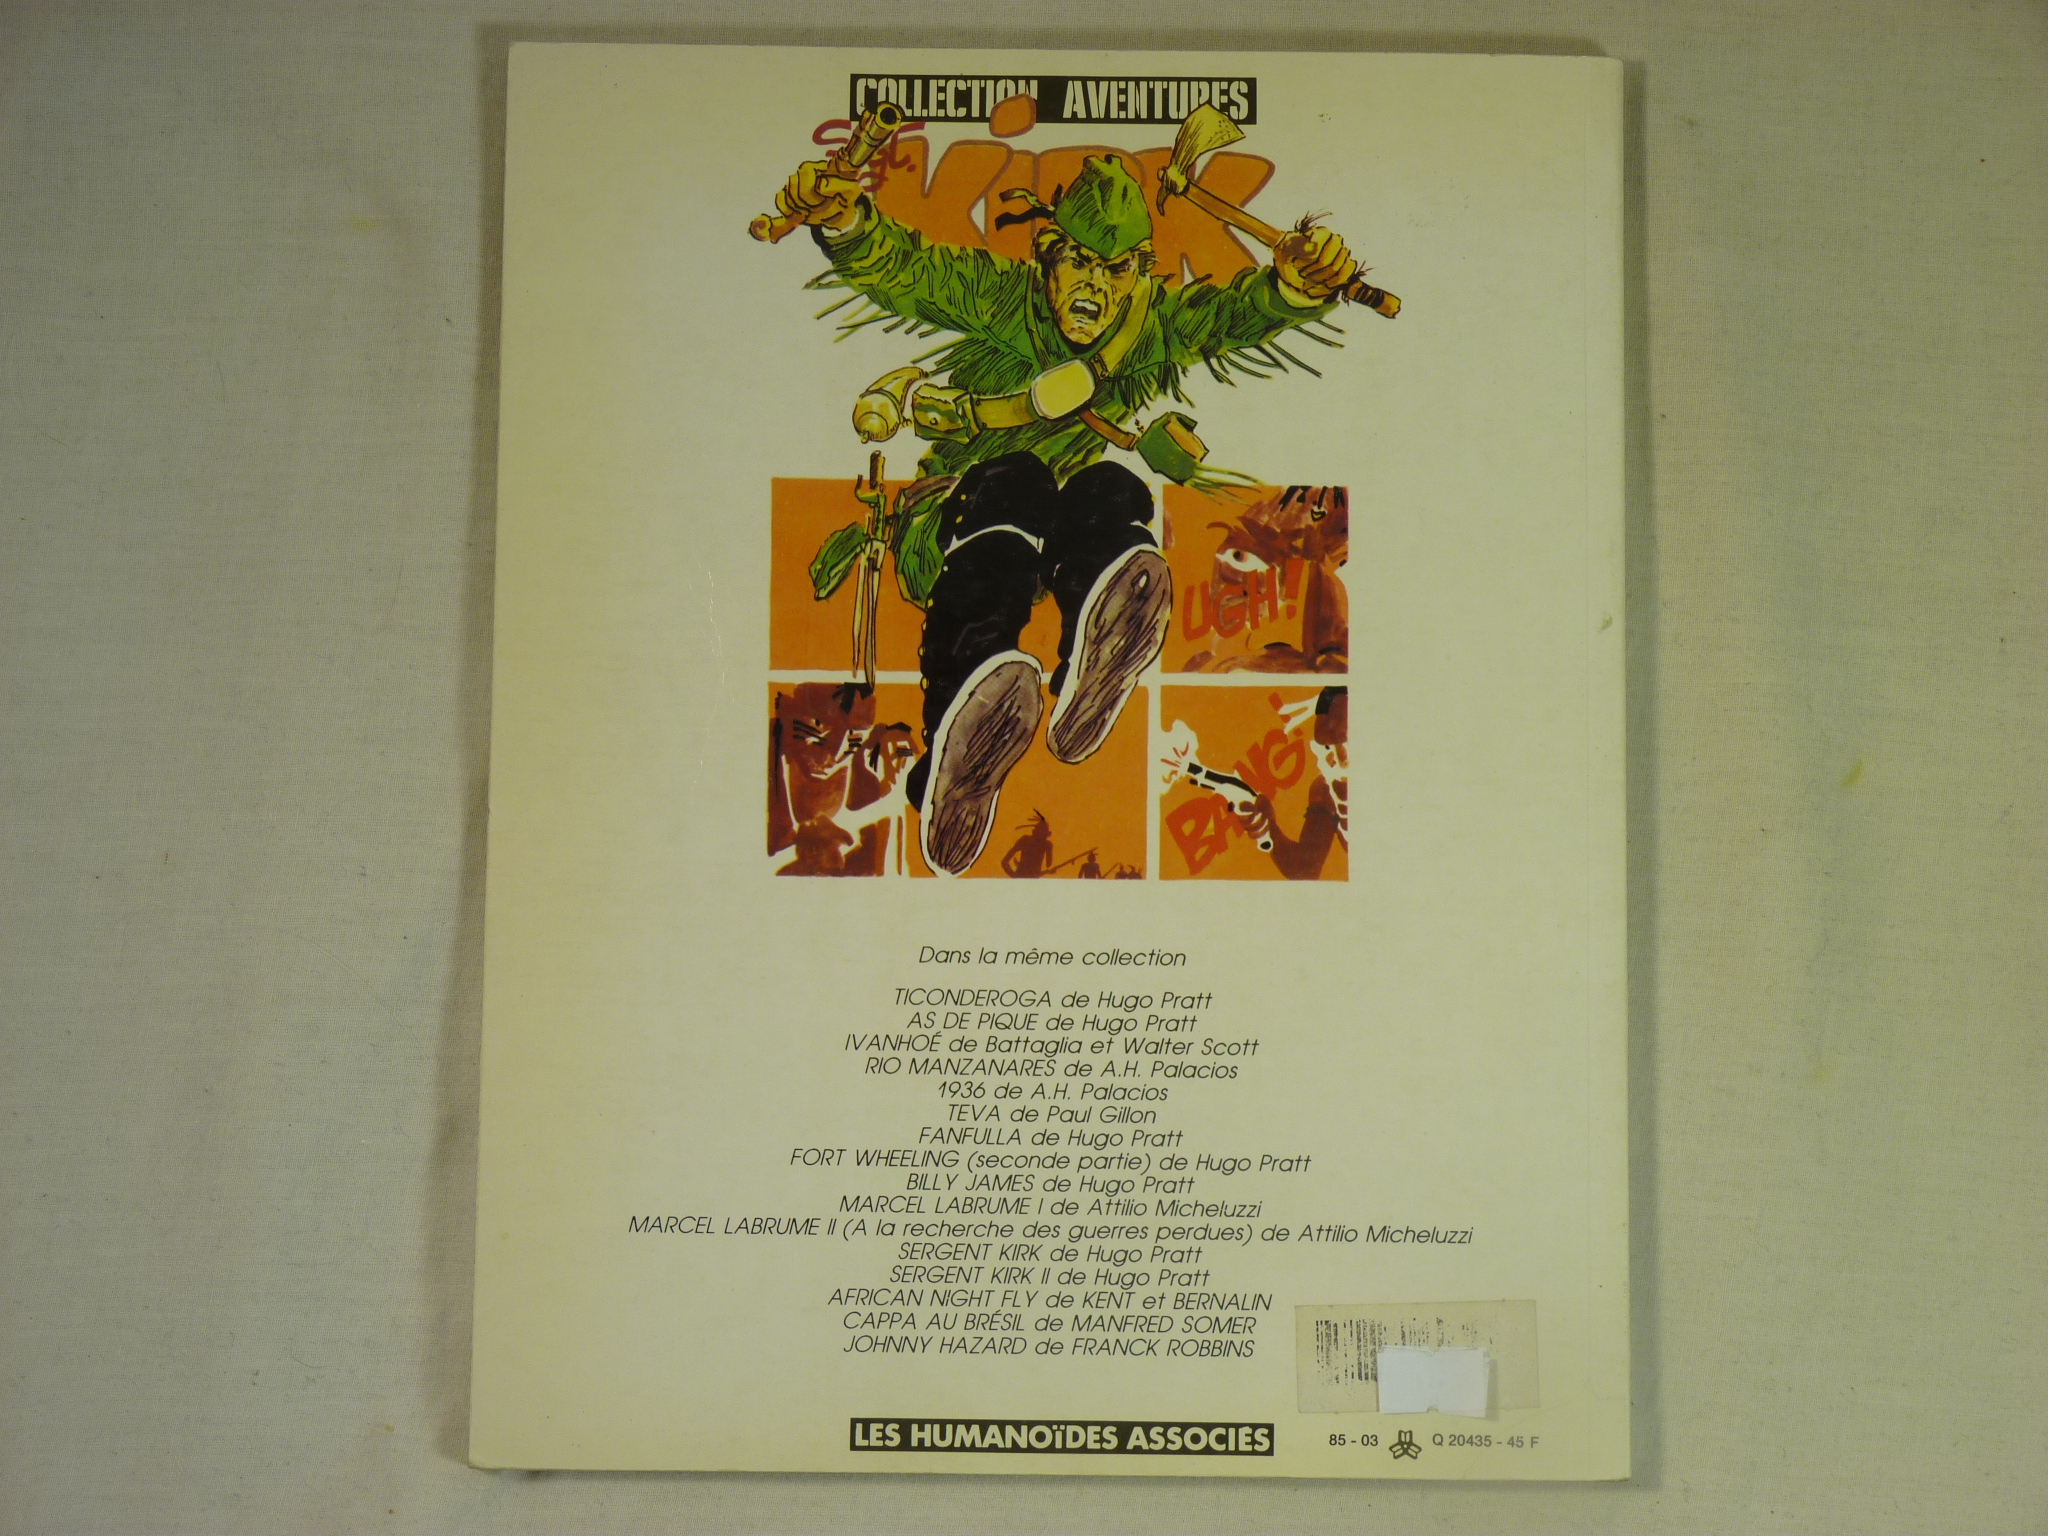 COLLECTION AVENTURES
Sgt. KiRK
UGH!
BANG!
Dans la même collection
TICONDEROGA de Hugo Pratt
AS DE PIQUE de Hugo Pratt
IVANHOÉ de Battaglia et Walter Scott
RIO MANZANARES de A.H. Palacios
1936 de A.H. Palacios
TEVA de Paul Gillon
FANFULLA de Hugo Pratt
FORT WHEELING (seconde partie) de Hugo Pratt
BILLY JAMES de Hugo Pratt
MARCEL LABRUME I de Attilio Micheluzzi
MARCEL LABRUME II (A la recherche des guerres perdues) de Attilio Micheluzzi
SERGENT KIRK de Hugo Pratt
SERGENT KIRK II de Hugo Pratt
AFRICAN NIGHT FLY de KENT et BERNALIN
CAPPA AU BRÉSIL de MANFRED SOMER
JOHNNY HAZARD de FRANCK ROBBINS
LES HUMANOïDES ASSOCIÉS
85 - 03 Q 20435 - 45 F